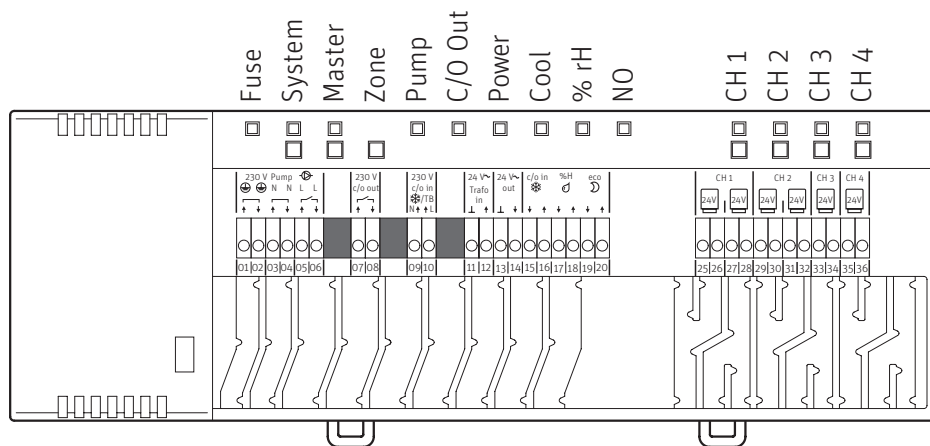 Fuse System Master Zone Pump C/O Out Power Cool % rH NO CH 1 CH 2 CH 3 CH 4
230 V Pump 230 V 230 V 24 V~ 24 V~ c/o in %H eco CH 1 CH 2 CH 3 CH 4
N N L L c/o out c/o in Trafo out 24V 24V 24V 24V 24V 24V
/TB in
N L
01 02 03 04 05 06 07 08 09 10 11 12 13 14 15 16 17 18 19 20 25 26 27 28 29 30 31 32 33 34 35 36